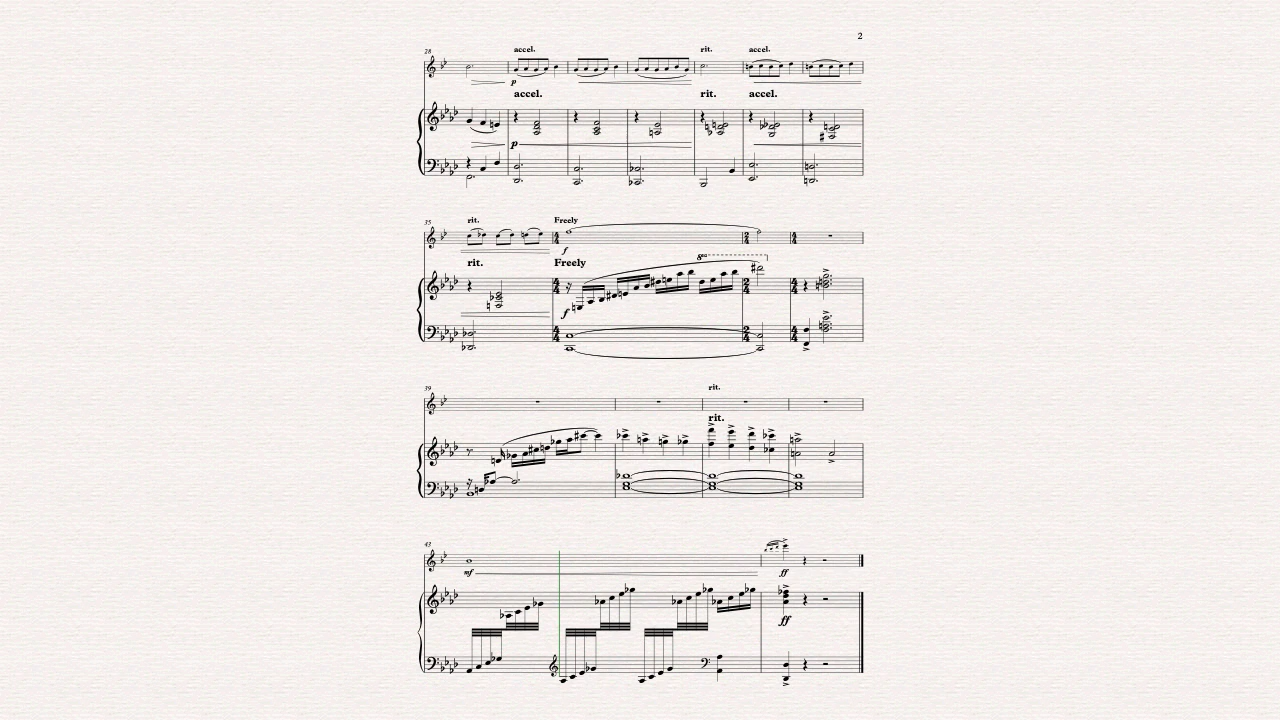 2
28
accel.
rit.
accel.
p
accel.
rit.
accel.
p
35
rit.
Freely
f
rit.
Freely
8va
f
39
rit.
rit.
43
mf
ff
ff